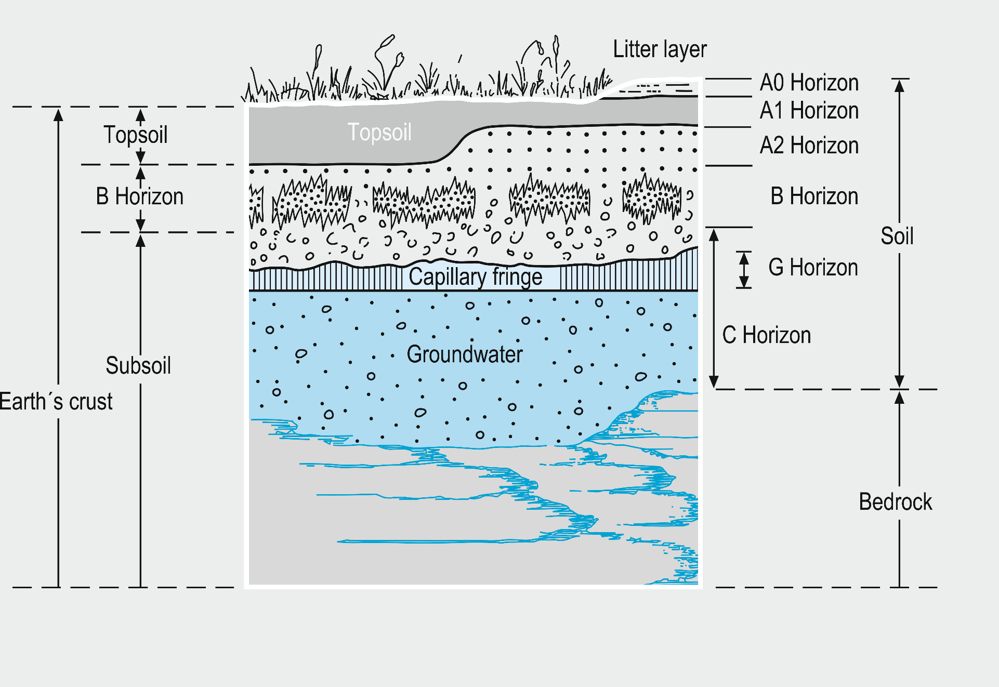 Litter layer
A0 Horizon
A1 Horizon
Topsoil
Topsoil
A2 Horizon
B Horizon
B Horizon
Soil
Capillary fringe
G Horizon
C Horizon
Groundwater
Subsoil
Earth´s crust
Bedrock